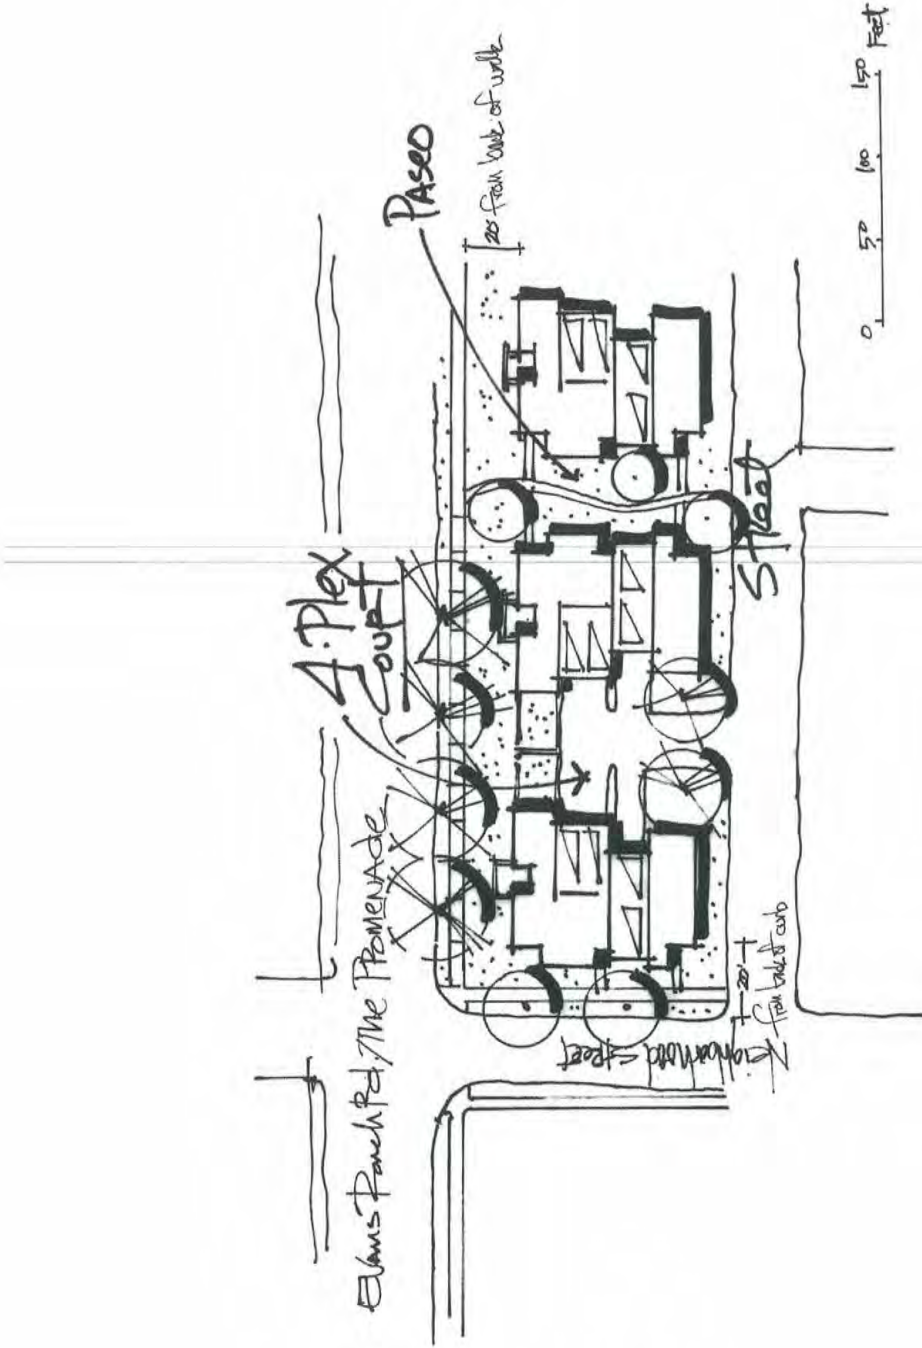 4-Plex
Court
Paseo
20' from back of walk
Evans Ranch Rd./The Promenade
Neighborhood Street
20'
from back of curb
Street
0 50 100 150
Feet